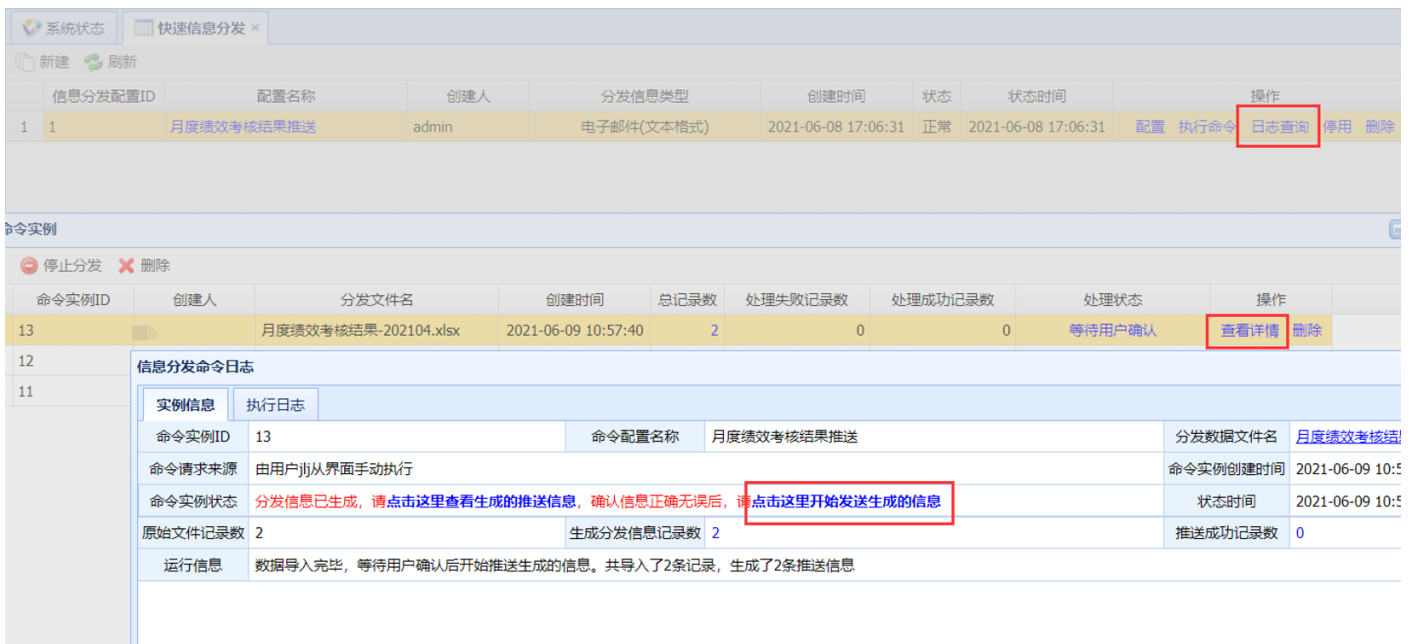 系统状态 快速信息分发
新建 刷新
信息分发配置ID 配置名称 创建人 分发信息类型 创建时间 状态 状态时间 操作
1 1 月度绩效考核结果推送 admin 电子邮件(文本格式) 2021-06-08 17:06:31 正常 2021-06-08 17:06:31 配置 执行命令 日志查询 停用 删除
命令实例
停止分发 删除
命令实例ID 创建人 分发文件名 创建时间 总记录数 处理失败记录数 处理成功记录数 处理状态 操作
13 月度绩效考核结果-202104.xlsx 2021-06-09 10:57:40 2 0 0 等待用户确认 查看详情 删除
12
11
信息分发命令日志
实例信息 执行日志
命令实例ID 13 命令配置名称 月度绩效考核结果推送 分发数据文件名 月度绩效考核结
命令请求来源 由用户jlj从界面手动执行 命令实例创建时间 2021-06-09 10:5
命令实例状态 分发信息已生成，请点击这里查看生成的推送信息，确认信息正确无误后，请点击这里开始发送生成的信息 状态时间 2021-06-09 10:5
原始文件记录数 2 生成分发信息记录数 2 推送成功记录数 0
运行信息 数据导入完毕，等待用户确认后开始推送生成的信息。共导入了2条记录，生成了2条推送信息